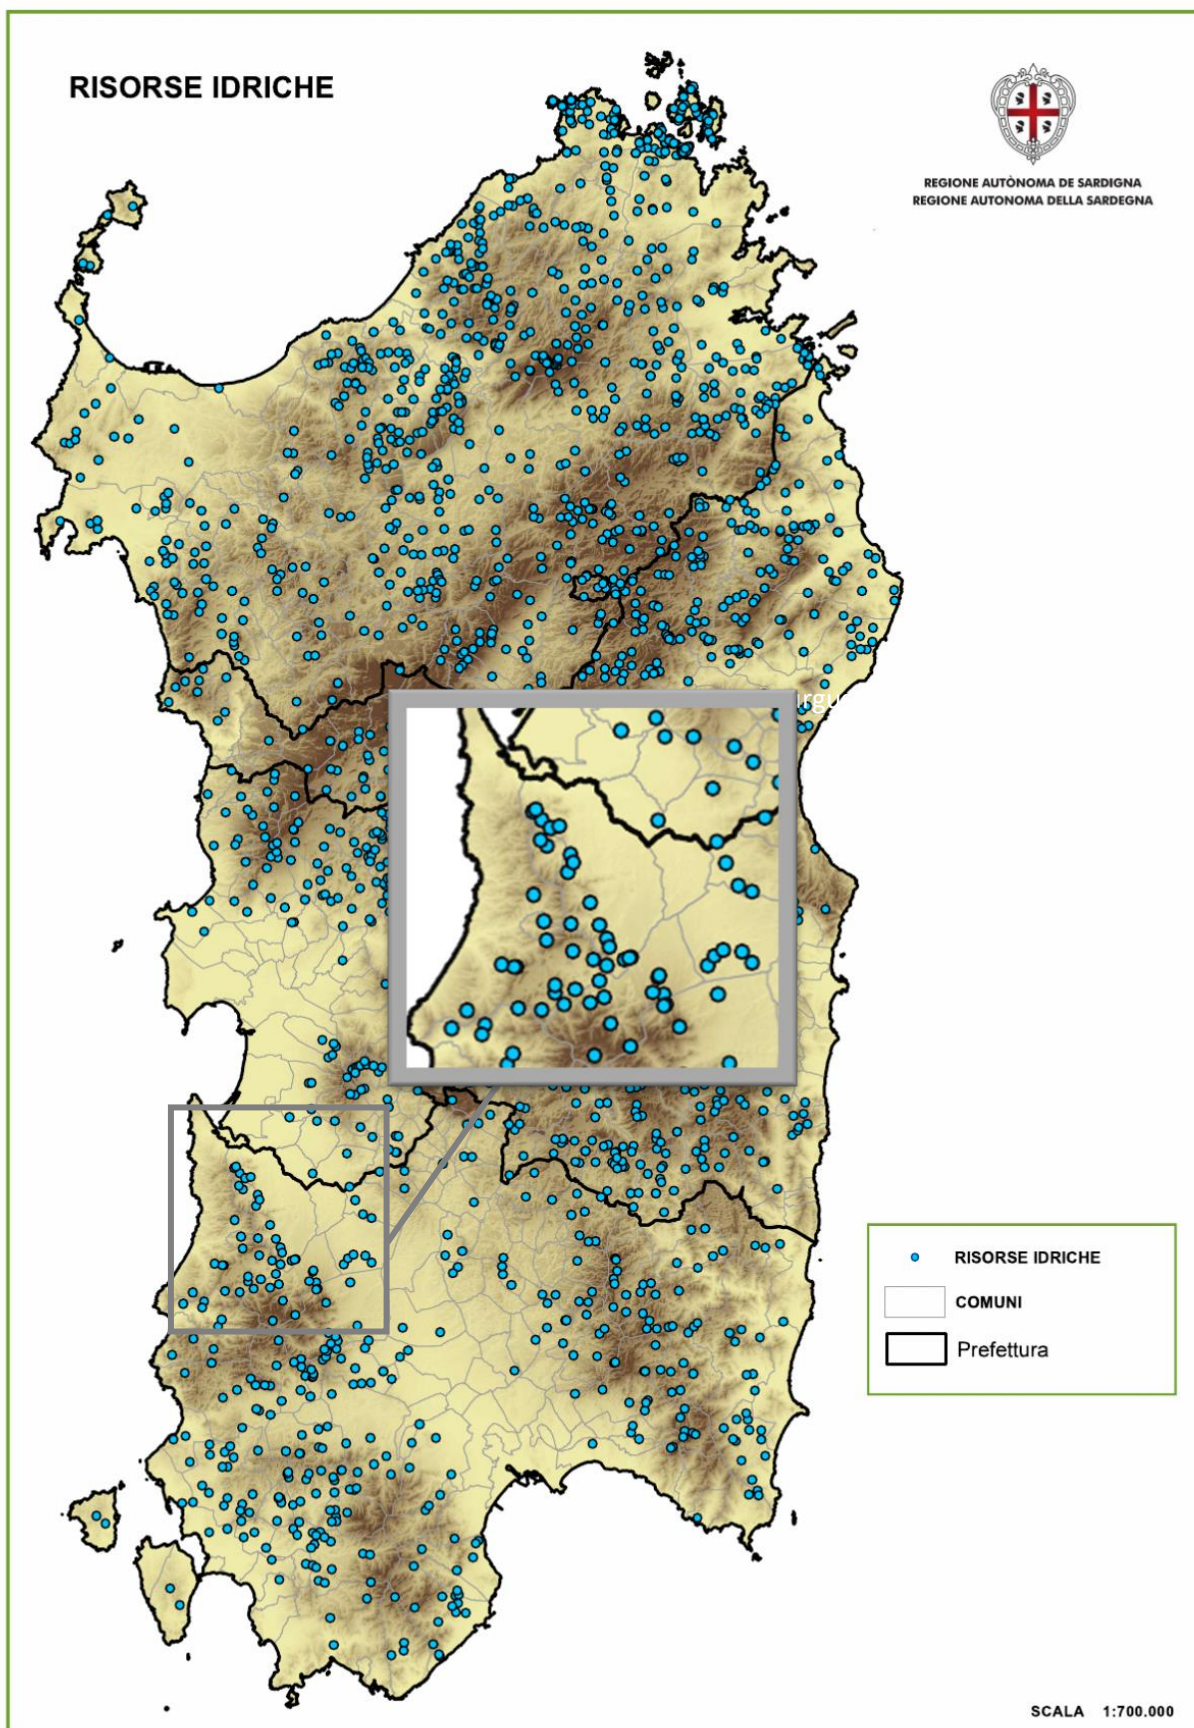 RISORSE IDRICHE
REGIONE AUTÒNOMA DE SARDIGNA
REGIONE AUTONOMA DELLA SARDEGNA
RISORSE IDRICHE
COMUNI
Prefettura
SCALA 1:700.000